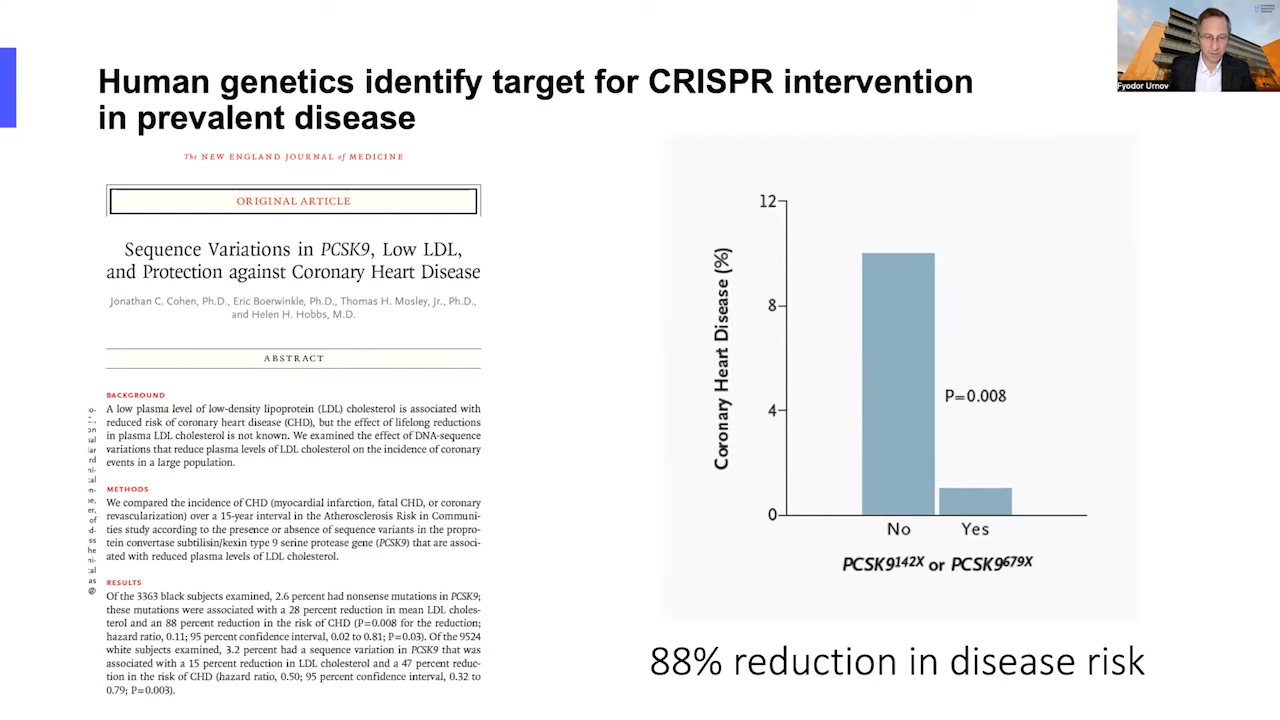 Human genetics identify target for CRISPR intervention
in prevalent disease
Fyodor Urnov
The NEW ENGLAND JOURNAL of MEDICINE
ORIGINAL ARTICLE
Sequence Variations in PCSK9, Low LDL,
and Protection against Coronary Heart Disease
Jonathan C. Cohen, Ph.D., Eric Boerwinkle, Ph.D., Thomas H. Mosley, Jr., Ph.D.,
and Helen H. Hobbs, M.D.
ABSTRACT
BACKGROUND
A low plasma level of low-density lipoprotein (LDL) cholesterol is associated with
reduced risk of coronary heart disease (CHD), but the effect of lifelong reductions
in plasma LDL cholesterol is not known. We examined the effect of DNA-sequence
variations that reduce plasma levels of LDL cholesterol on the incidence of coronary
events in a large population.
METHODS
We compared the incidence of CHD (myocardial infarction, fatal CHD, or coronary
revascularization) over a 15-year interval in the Atherosclerosis Risk in Communi-
ties study according to the presence or absence of sequence variants in the propro-
tein convertase subtilisin/kexin type 9 serine protease gene (PCSK9) that are associ-
ated with reduced plasma levels of LDL cholesterol.
RESULTS
Of the 3363 black subjects examined, 2.6 percent had nonsense mutations in PCSK9;
these mutations were associated with a 28 percent reduction in mean LDL choles-
terol and an 88 percent reduction in the risk of CHD (P=0.008 for the reduction;
hazard ratio, 0.11; 95 percent confidence interval, 0.02 to 0.81; P=0.03). Of the 9524
white subjects examined, 3.2 percent had a sequence variation in PCSK9 that was
associated with a 15 percent reduction in LDL cholesterol and a 47 percent reduc-
tion in the risk of CHD (hazard ratio, 0.50; 95 percent confidence interval, 0.32 to
0.79; P=0.003).
Coronary Heart Disease (%)
12
8
4
0
P=0.008
No Yes
PCSK9142X or PCSK9679X
88% reduction in disease risk